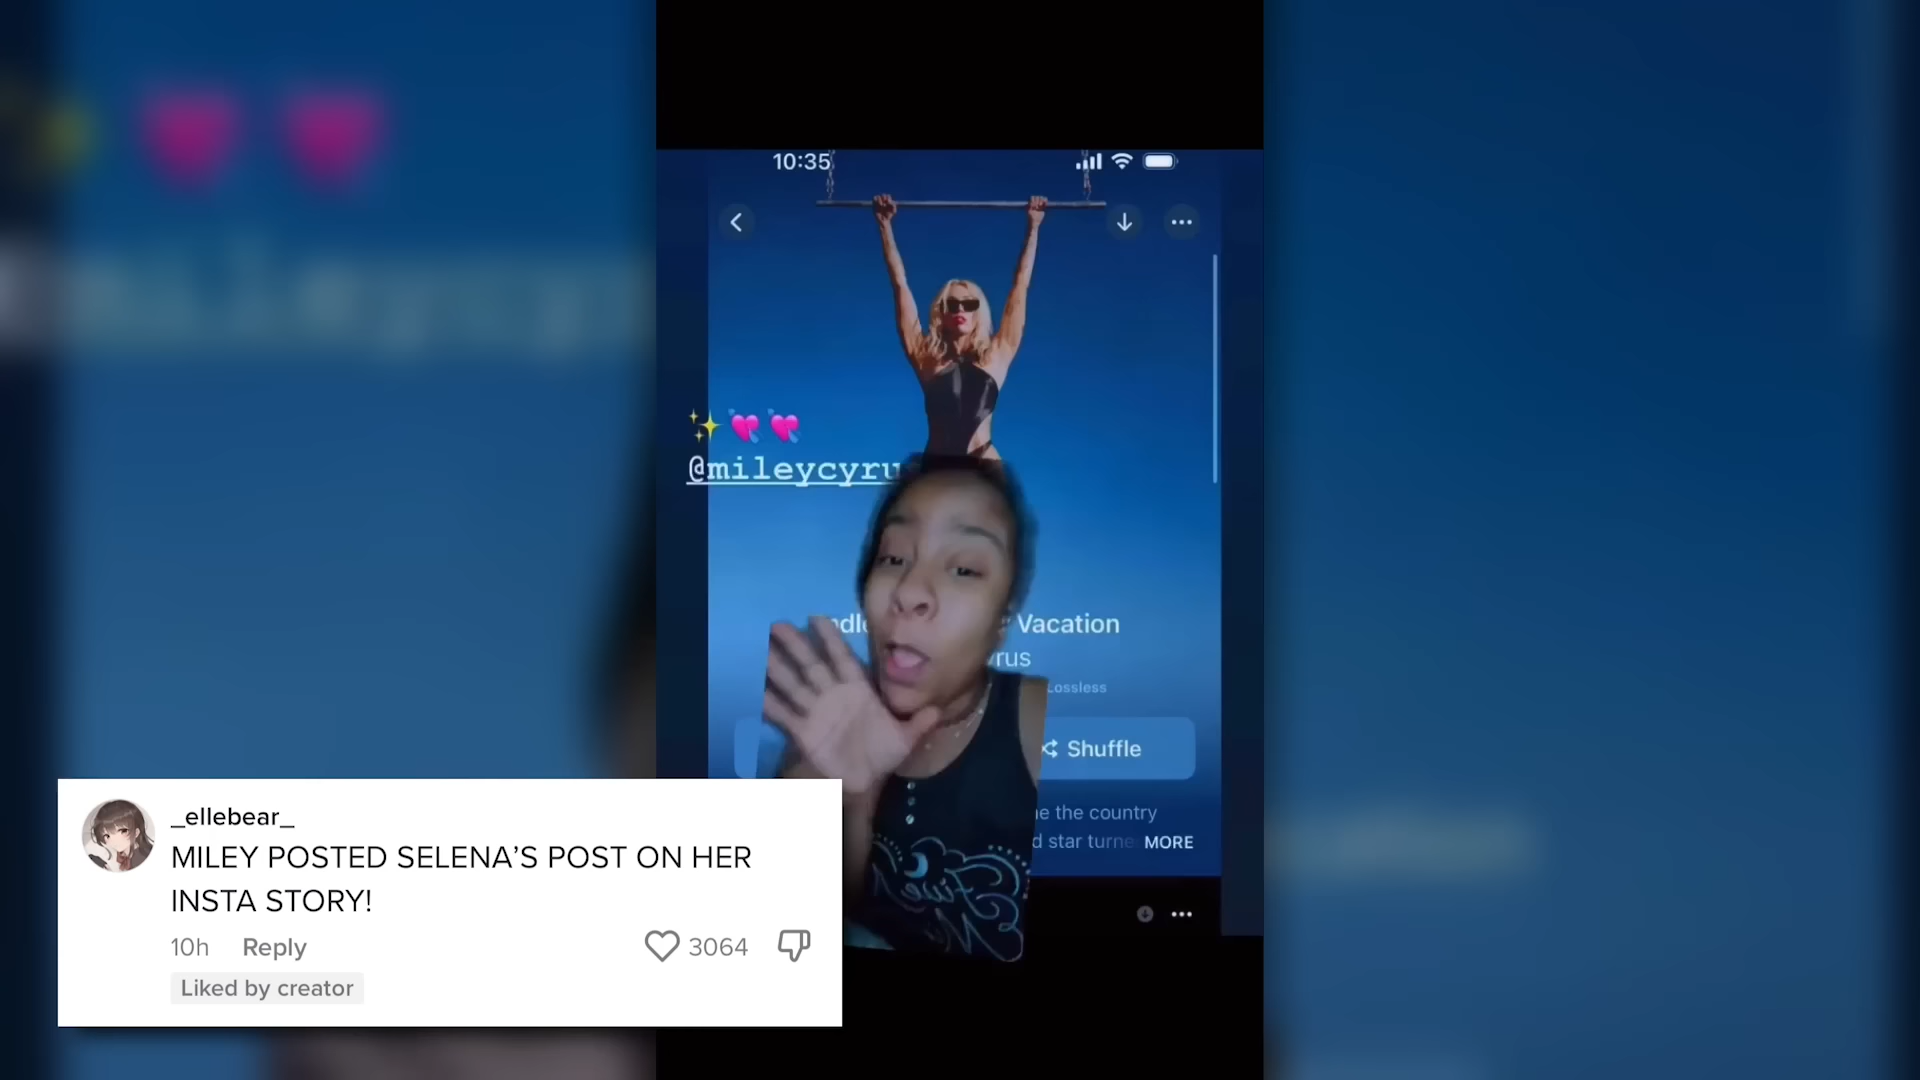 10:35
@mileycyru
Vacation
rus
Lossless
Shuffle
the country
star turne MORE
_ellebear_
MILEY POSTED SELENA’S POST ON HER
INSTA STORY!
10h Reply 3064
Liked by creator